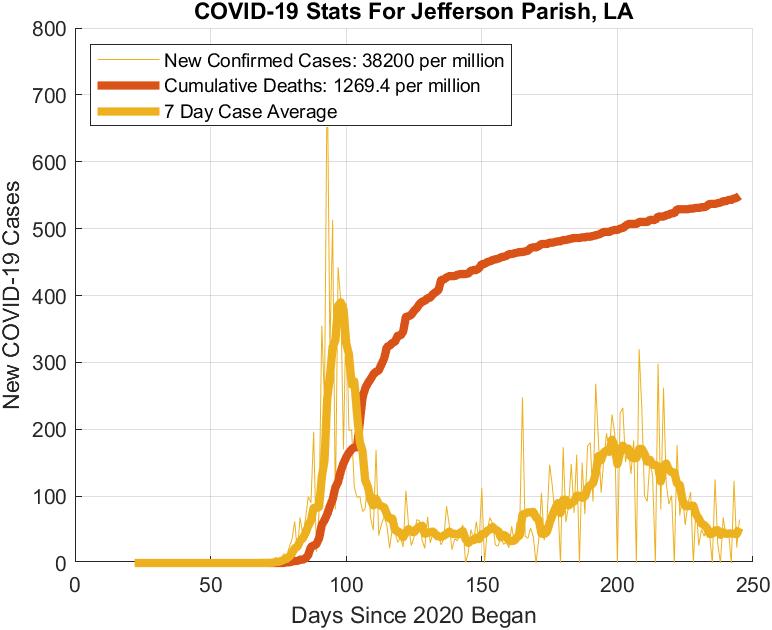 COVID-19 Stats For Jefferson Parish, LA
New Confirmed Cases: 38200 per million
Cumulative Deaths: 1269.4 per million
7 Day Case Average
New COVID-19 Cases
800
700
600
500
400
300
200
100
0
0 50 100 150 200 250
Days Since 2020 Began